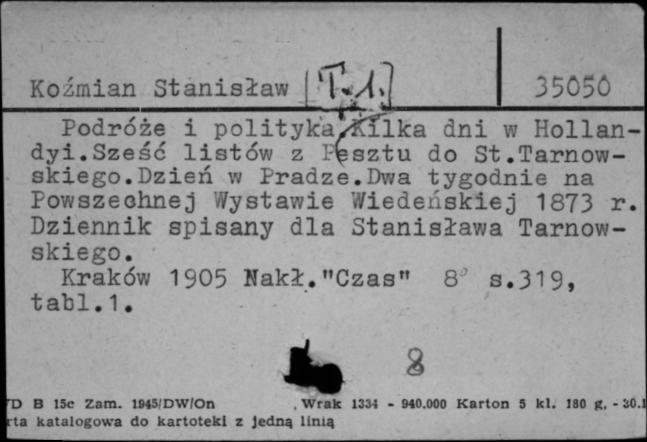 Koźmian Stanisław [T.1.] 35050
Podróże i polityka. Kilka dni w Hollan-
dyi.Sześć listów z Pesztu do St.Tarnow-
skiego.Dzień w Pradze.Dwa tygodnie na
Powszechnej Wystawie Wiedeńskiej 1873 r.
Dziennik spisany dla Stanisława Tarnow-
skiego.
Kraków 1905 Nakł."Czas" 8° s.319,
tabl.1.
8
D B 15c Zam. 1945/DW/On Wrak 1334 - 940.000 Karton 5 kl. 180 g. - 30.1
rta katalogowa do kartoteki z jedną linią